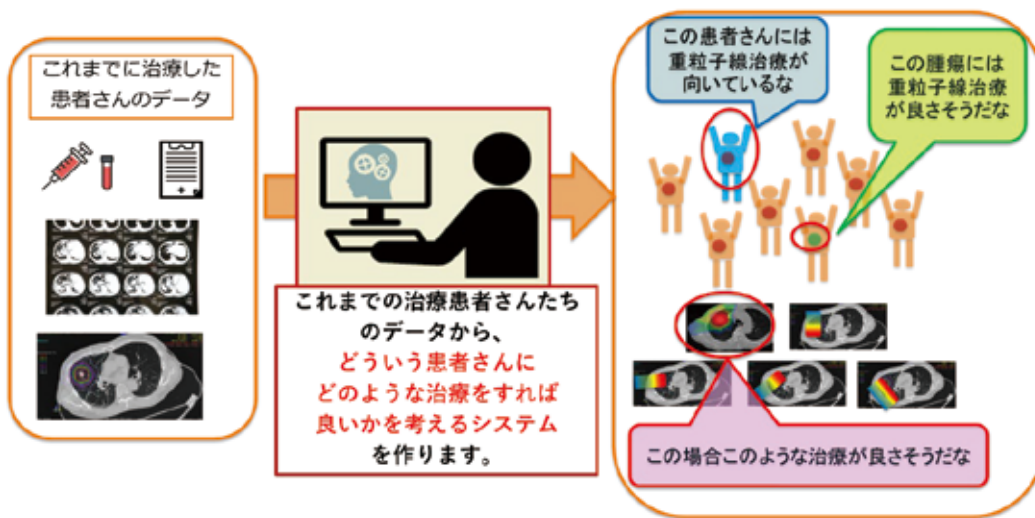 これまでに治療した
患者さんのデータ
これまでの治療患者さんたち
のデータから、
どういう患者さんに
どのような治療をすれば
良いかを考えるシステム
を作ります。
この患者さんには
重粒子線治療が
向いているな
この腫瘍には
重粒子線治療
が良さそうだな
この場合このような治療が良さそうだな